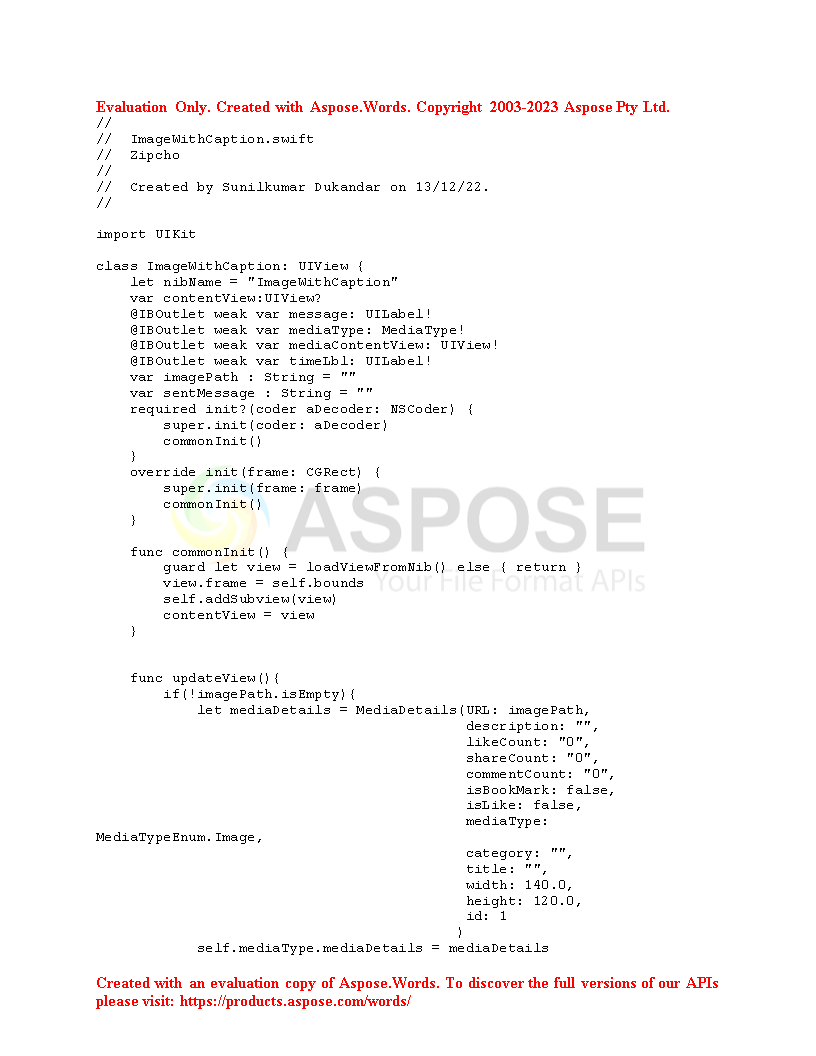 Evaluation Only. Created with Aspose.Words. Copyright 2003-2023 Aspose Pty Ltd.
//
//  ImageWithCaption.swift
//  Zipcho
//
//  Created by Sunilkumar Dukandar on 13/12/22.
//

import UIKit

class ImageWithCaption: UIView {
    let nibName = "ImageWithCaption"
    var contentView:UIView?
    @IBOutlet weak var message: UILabel!
    @IBOutlet weak var mediaType: MediaType!
    @IBOutlet weak var mediaContentView: UIView!
    @IBOutlet weak var timeLbl: UILabel!
    var imagePath : String = ""
    var sentMessage : String = ""
    required init?(coder aDecoder: NSCoder) {
        super.init(coder: aDecoder)
        commonInit()
    }
    override init(frame: CGRect) {
        super.init(frame: frame)
        commonInit()
    }
ASPOSE
Your File Format APIs

    func commonInit() {
        guard let view = loadViewFromNib() else { return }
        view.frame = self.bounds
        self.addSubview(view)
        contentView = view
    }


    func updateView(){
        if(!imagePath.isEmpty){
            let mediaDetails = MediaDetails(URL: imagePath,
                                            description: "",
                                            likeCount: "0",
                                            shareCount: "0",
                                            commentCount: "0",
                                            isBookMark: false,
                                            isLike: false,
                                            mediaType:
MediaTypeEnum.Image,
                                            category: "",
                                            title: "",
                                            width: 140.0,
                                            height: 120.0,
                                            id: 1
                                           )
            self.mediaType.mediaDetails = mediaDetails

Created with an evaluation copy of Aspose.Words. To discover the full versions of our APIs
please visit: https://products.aspose.com/words/